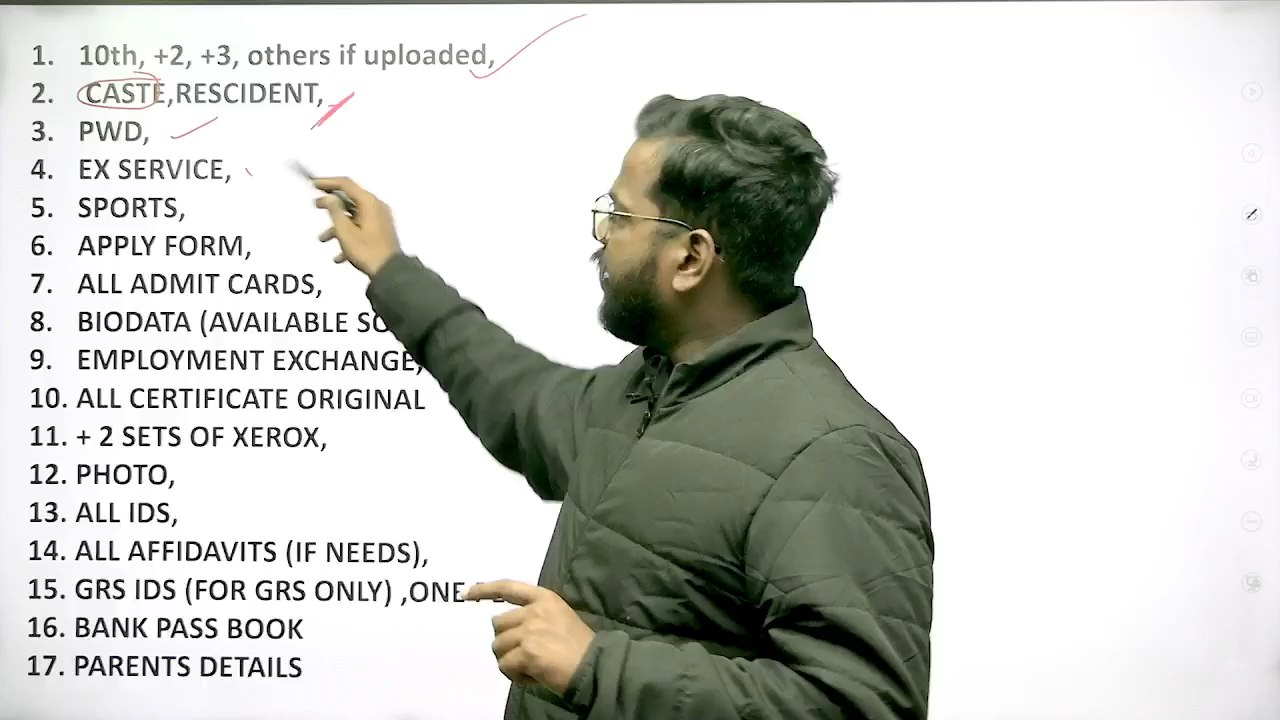 1. 10th, +2, +3, others if uploaded,
2. CASTE,RESCIDENT,
3. PWD,
4. EX SERVICE,
5. SPORTS,
6. APPLY FORM,
7. ALL ADMIT CARDS,
8. BIODATA (AVAILABLE
9. EMPLOYMENT EXCHANGE,
10. ALL CERTIFICATE ORIGINAL
11. + 2 SETS OF XEROX,
12. PHOTO,
13. ALL IDS,
14. ALL AFFIDAVITS (IF NEEDS),
15. GRS IDS (FOR GRS ONLY) ,ONE
16. BANK PASS BOOK
17. PARENTS DETAILS